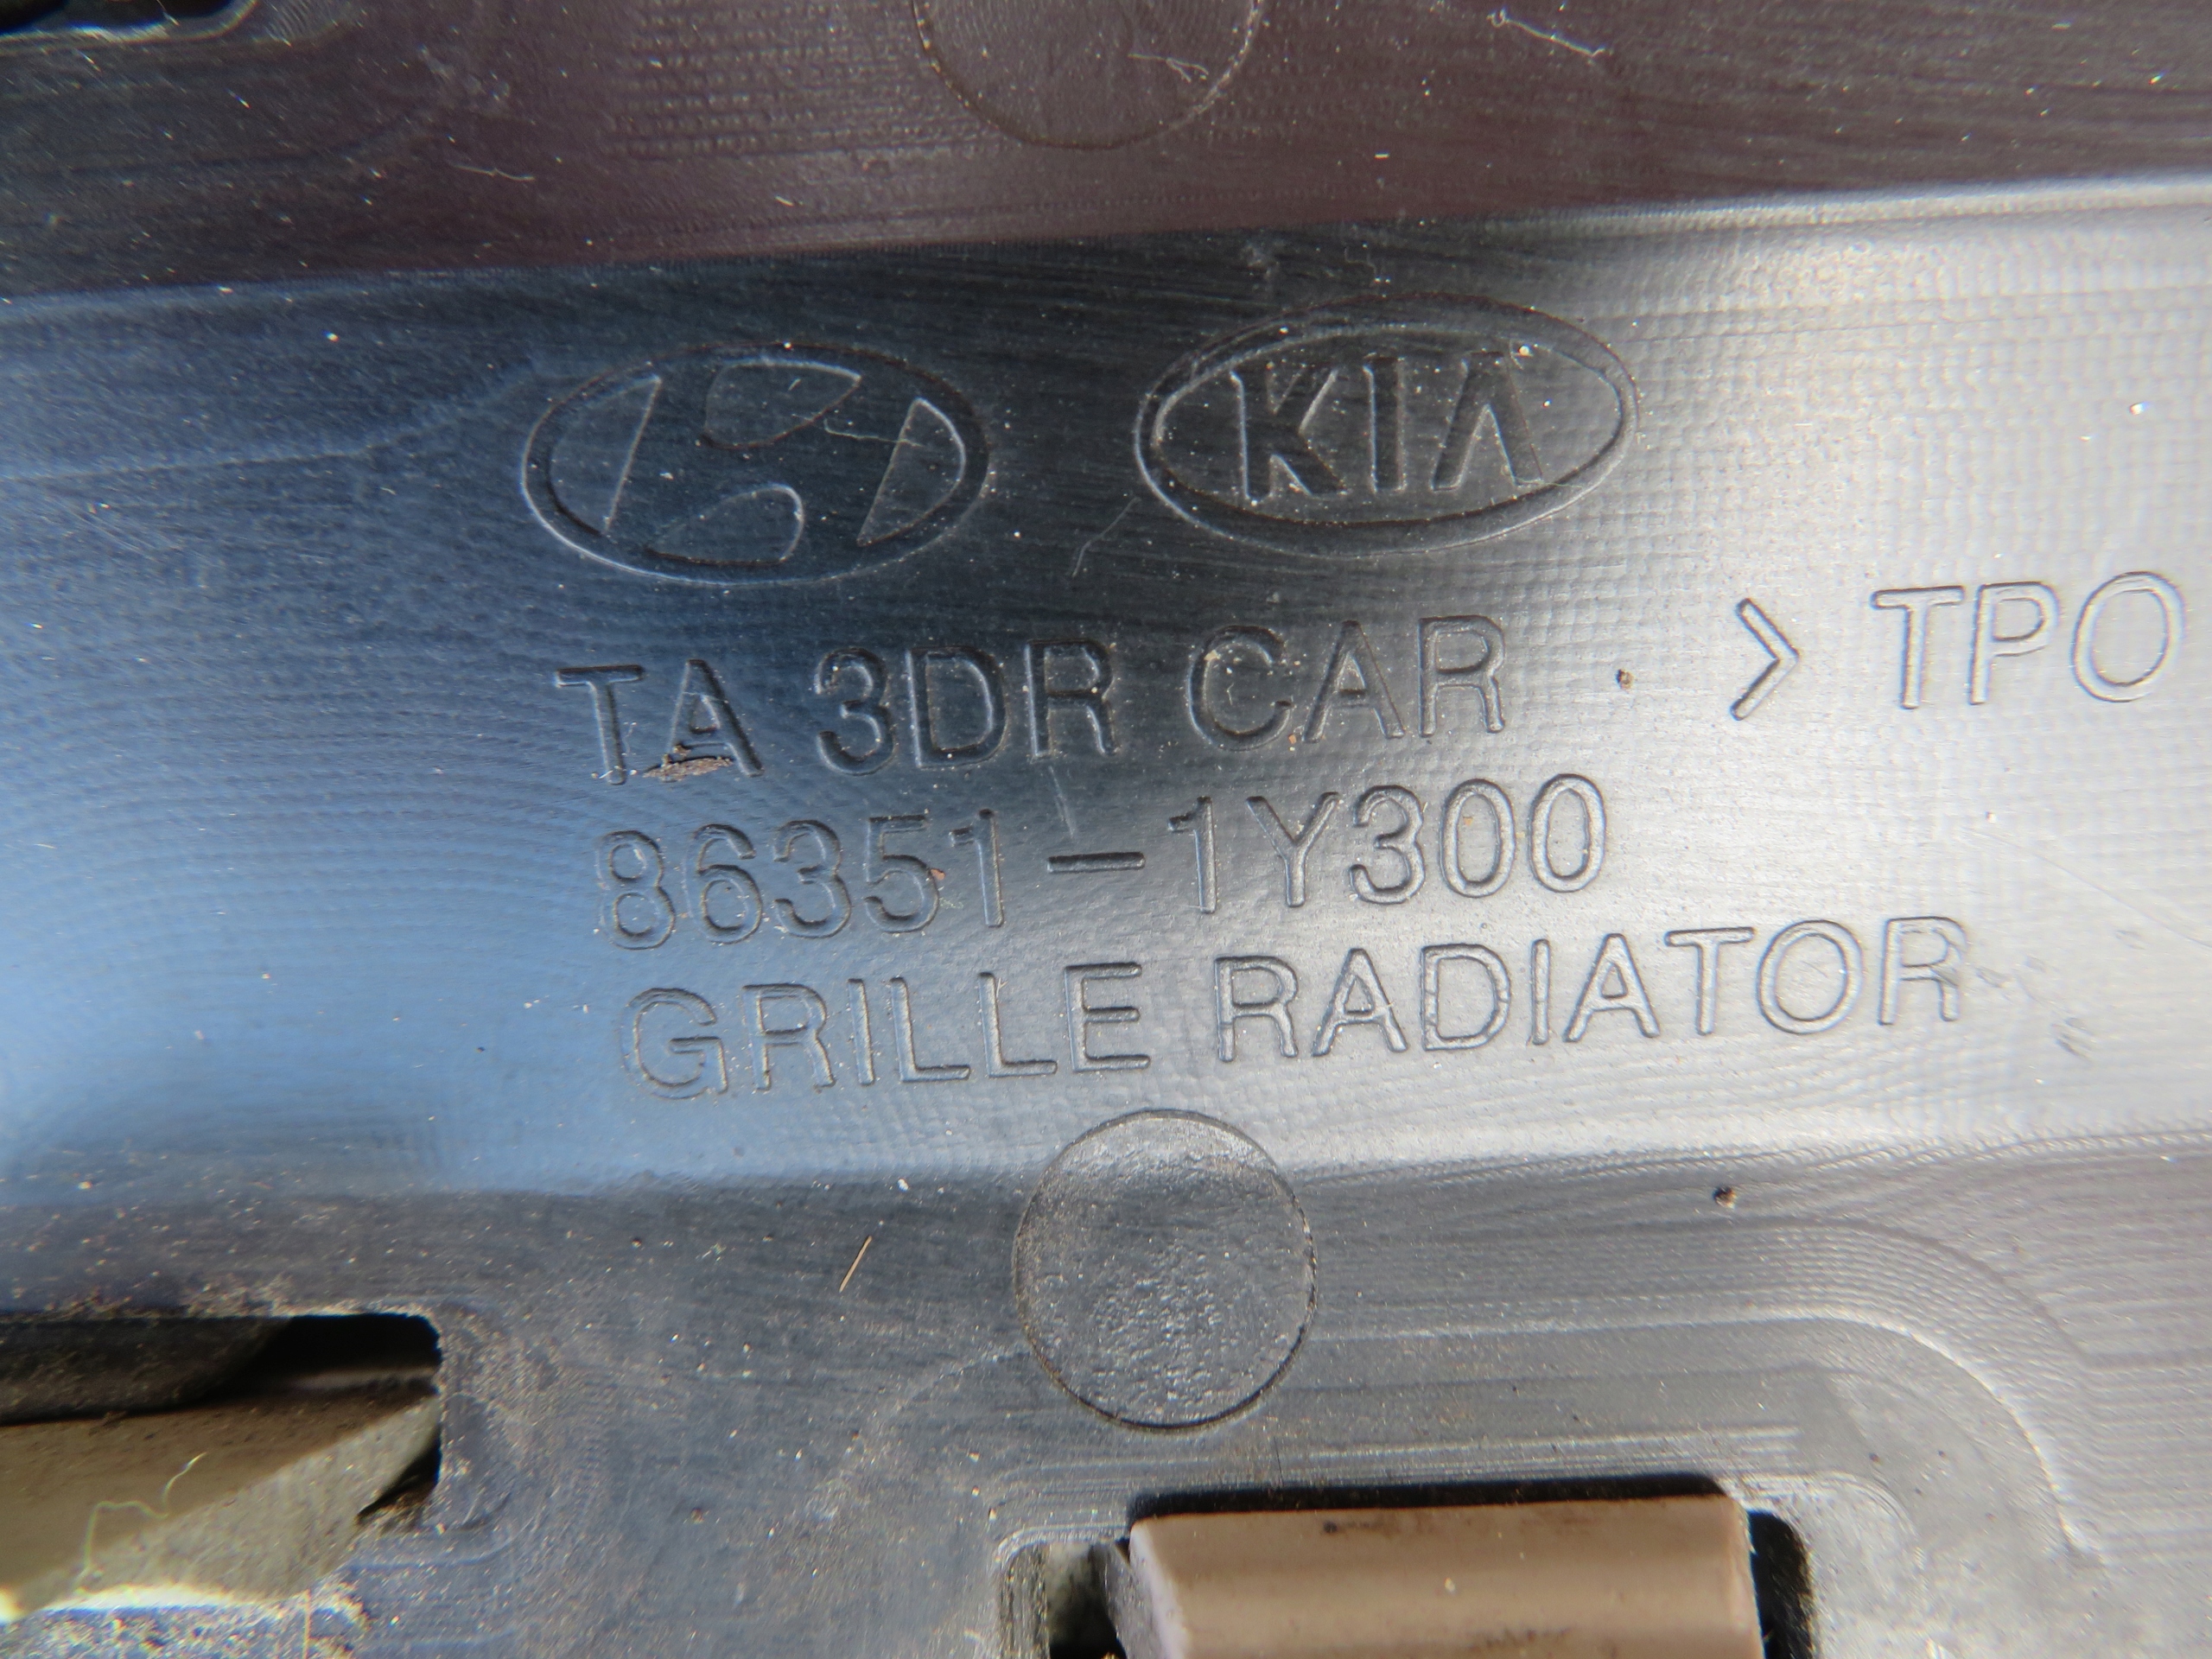 KIA
TA 3DR CAR
> TPO
86351-1Y300
GRILLE RADIATOR